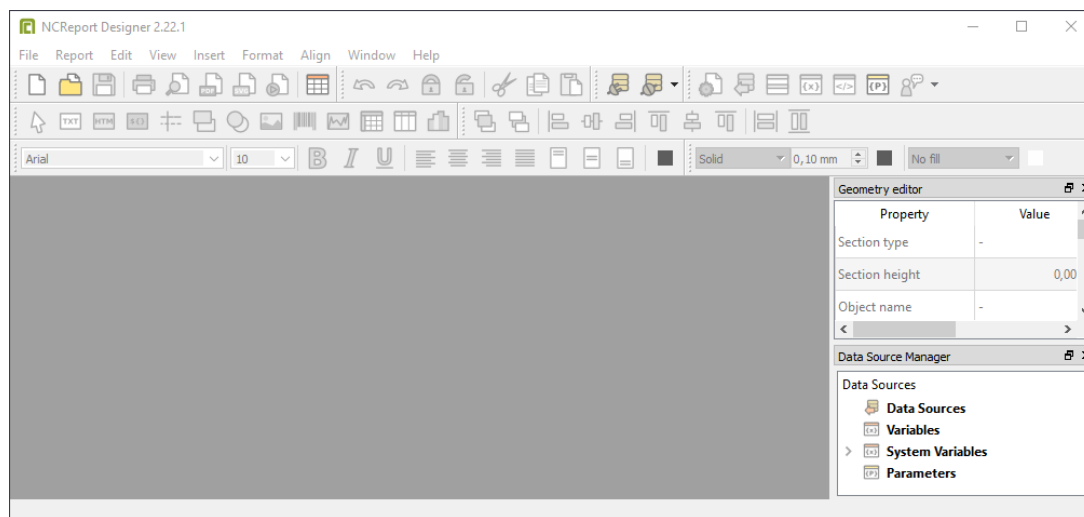 NCReport Designer 2.22.1
File Report Edit View Insert Format Align Window Help
TXT HTM ${}
Arial 10 B I U Solid 0,10 mm No fill
Geometry editor
Property Value
Section type -
Section height 0,00
Object name -
Data Source Manager
Data Sources
Data Sources
Variables
System Variables
Parameters